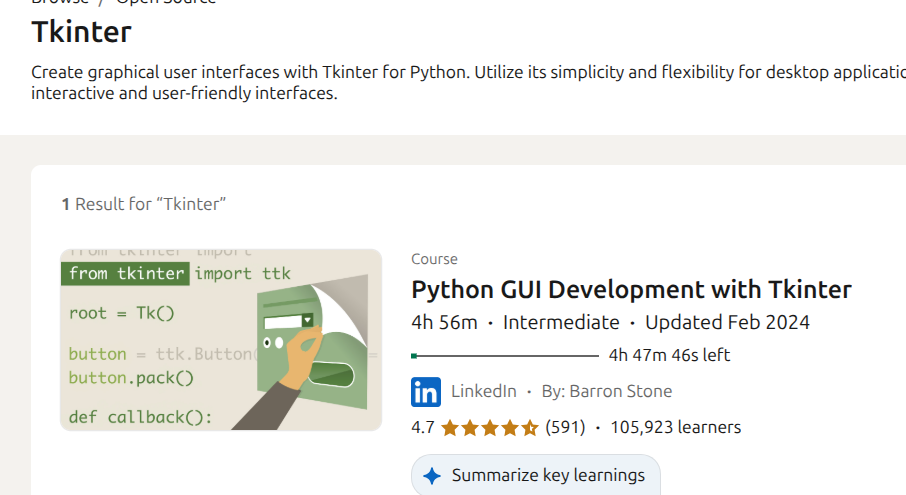 Browse / Open Source
Tkinter
Create graphical user interfaces with Tkinter for Python. Utilize its simplicity and flexibility for desktop
interactive and user-friendly interfaces.
1 Result for “Tkinter”
from tkinter import
from tkinter import ttk
root = Tk()
button = ttk.Button(
button.pack()
def callback():
Course
Python GUI Development with Tkinter
4h 56m · Intermediate · Updated Feb 2024
4h 47m 46s left
in LinkedIn · By: Barron Stone
4.7 (591) · 105,923 learners
Summarize key learnings